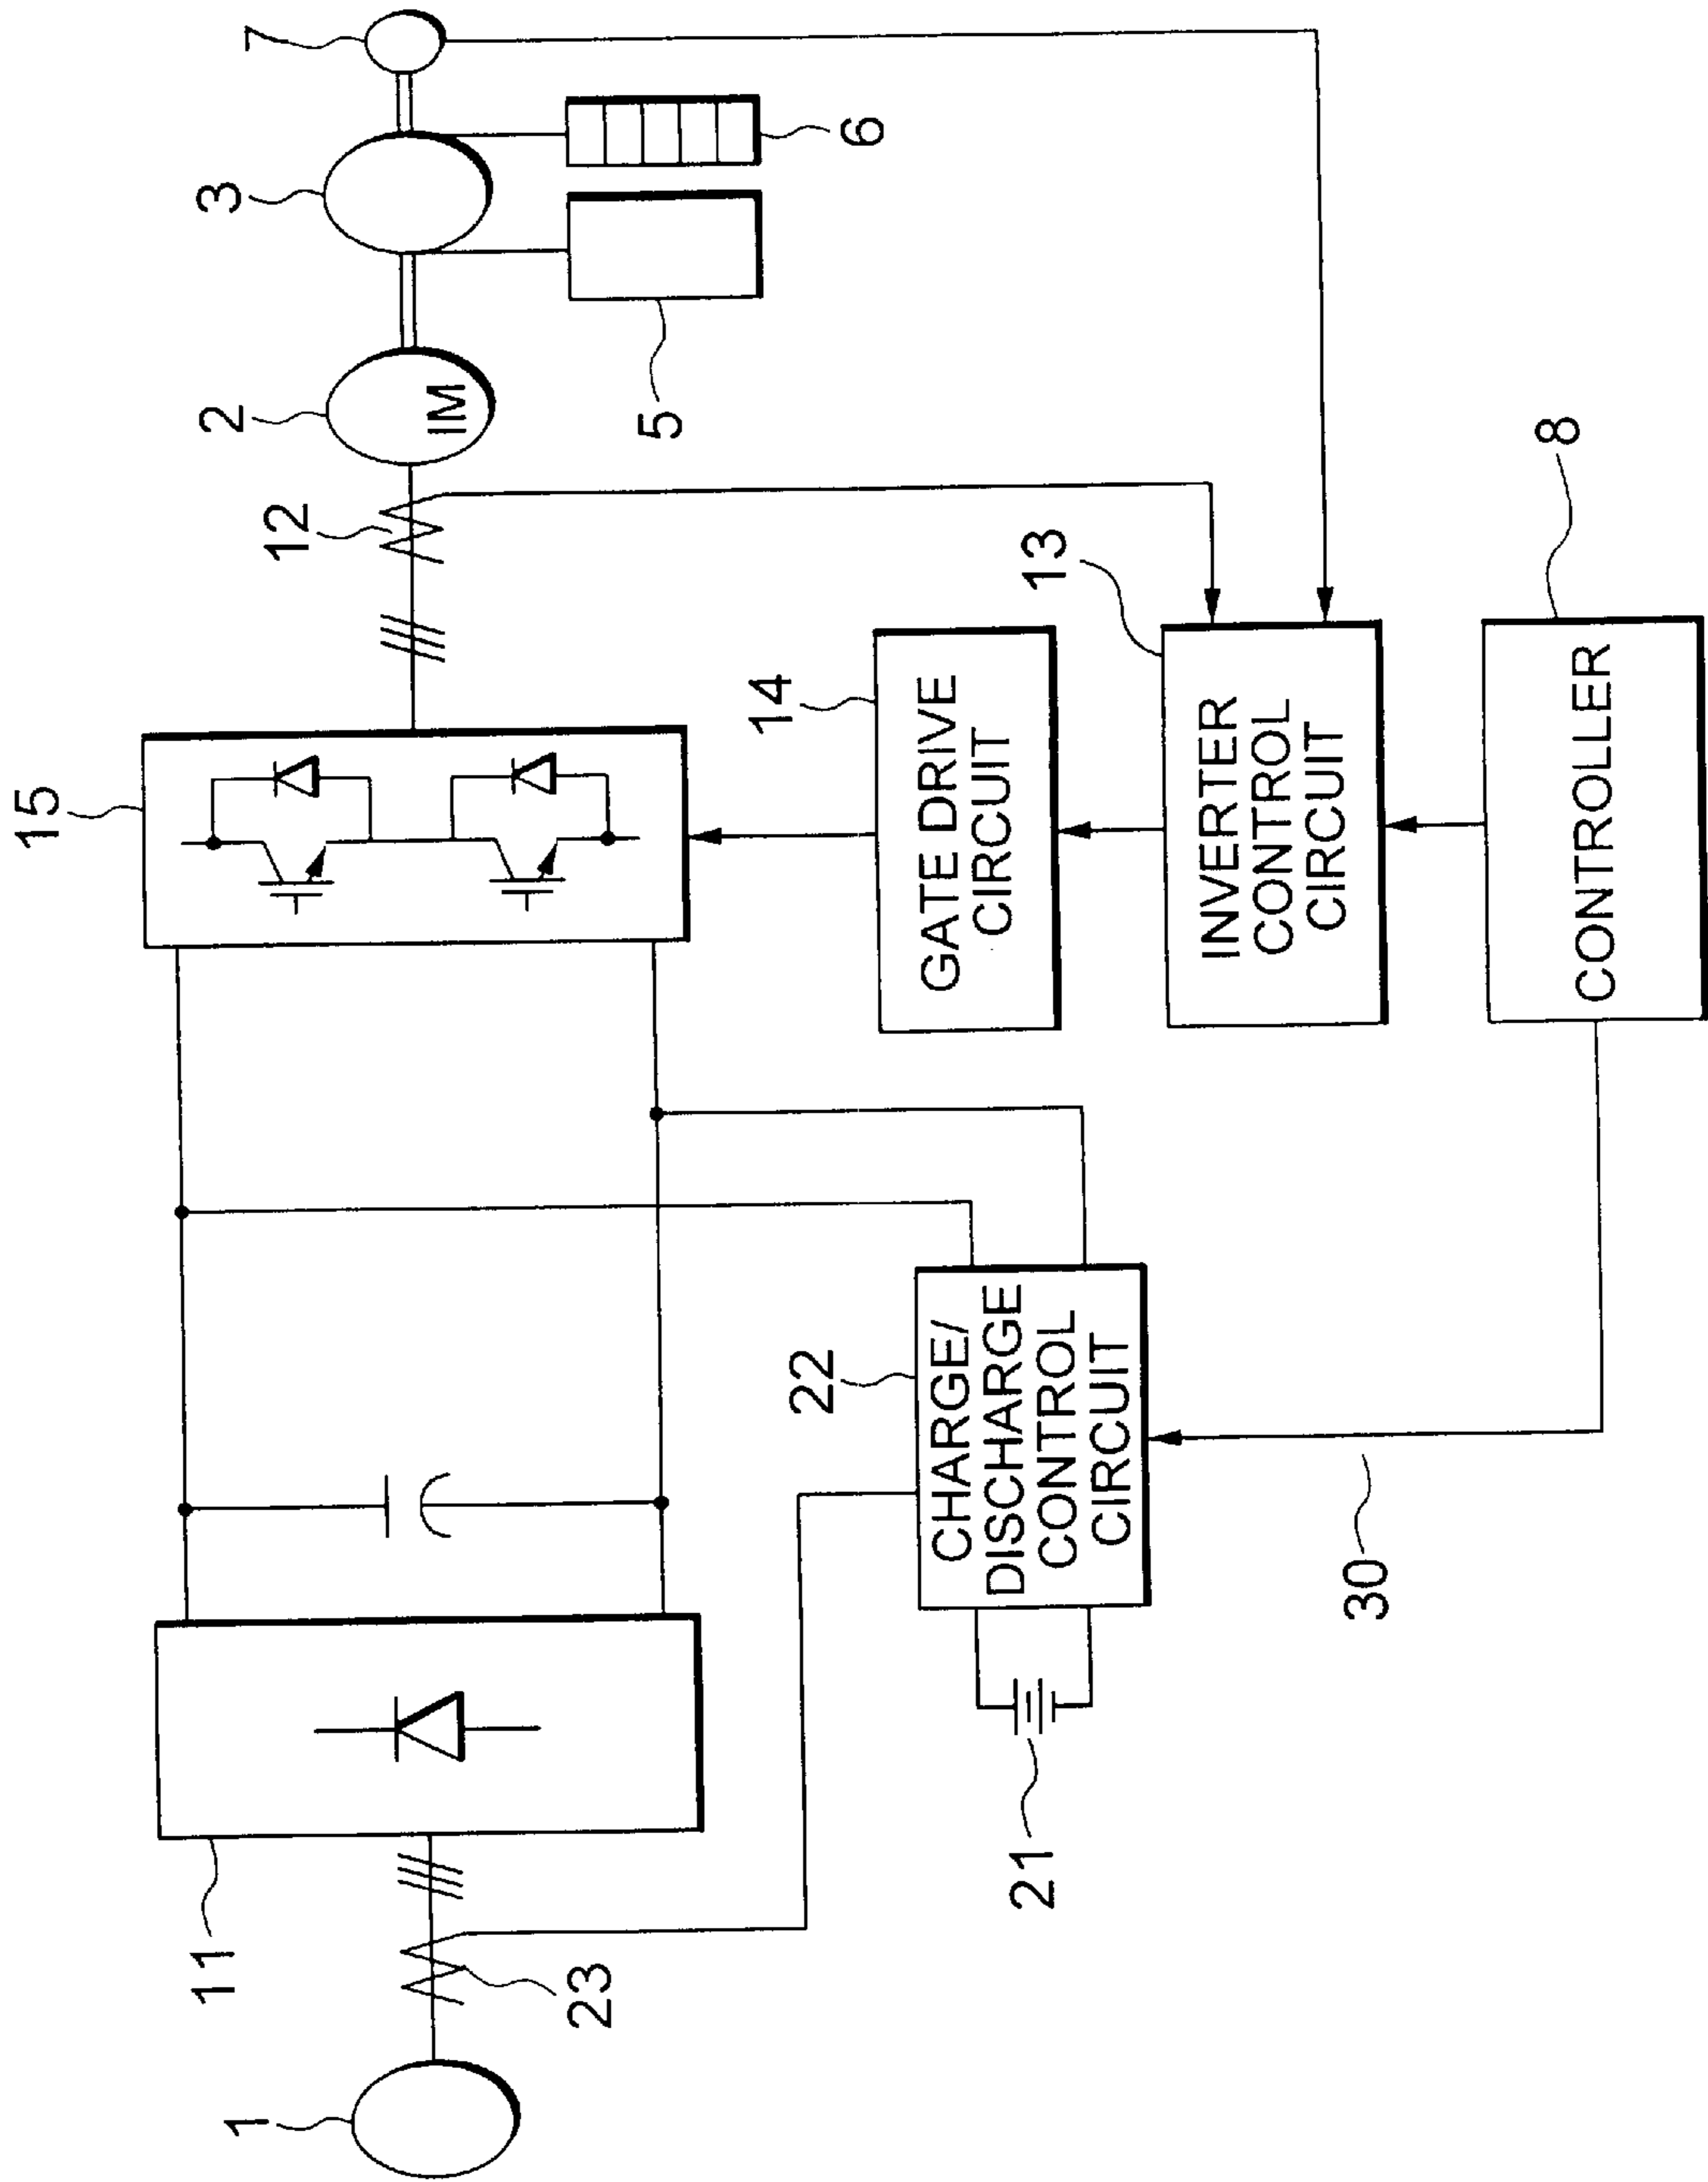 1
11
23
15
2
IM
12
3
7
5
6
14
GATE DRIVE
CIRCUIT
22
CHARGE/
DISCHARGE
CONTROL
CIRCUIT
21
13
INVERTER
CONTROL
CIRCUIT
30
8
CONTROLLER